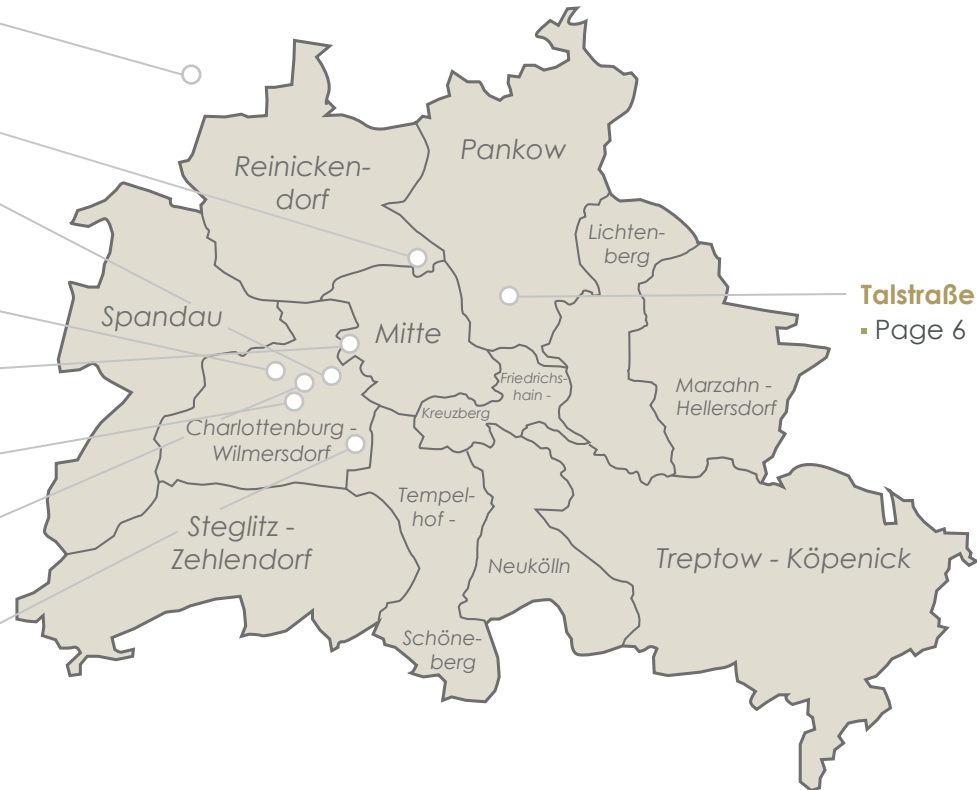 Pankow
Reinicken-
dorf
Lichten-
berg
Talstraße
▪ Page 6
Spandau
Mitte
Friedrichs-
hain -
Kreuzberg
Marzahn -
Hellersdorf
Charlottenburg -
Wilmersdorf
Tempel-
hof -
Steglitz -
Zehlendorf
Treptow - Köpenick
Neukölln
Schöne-
berg